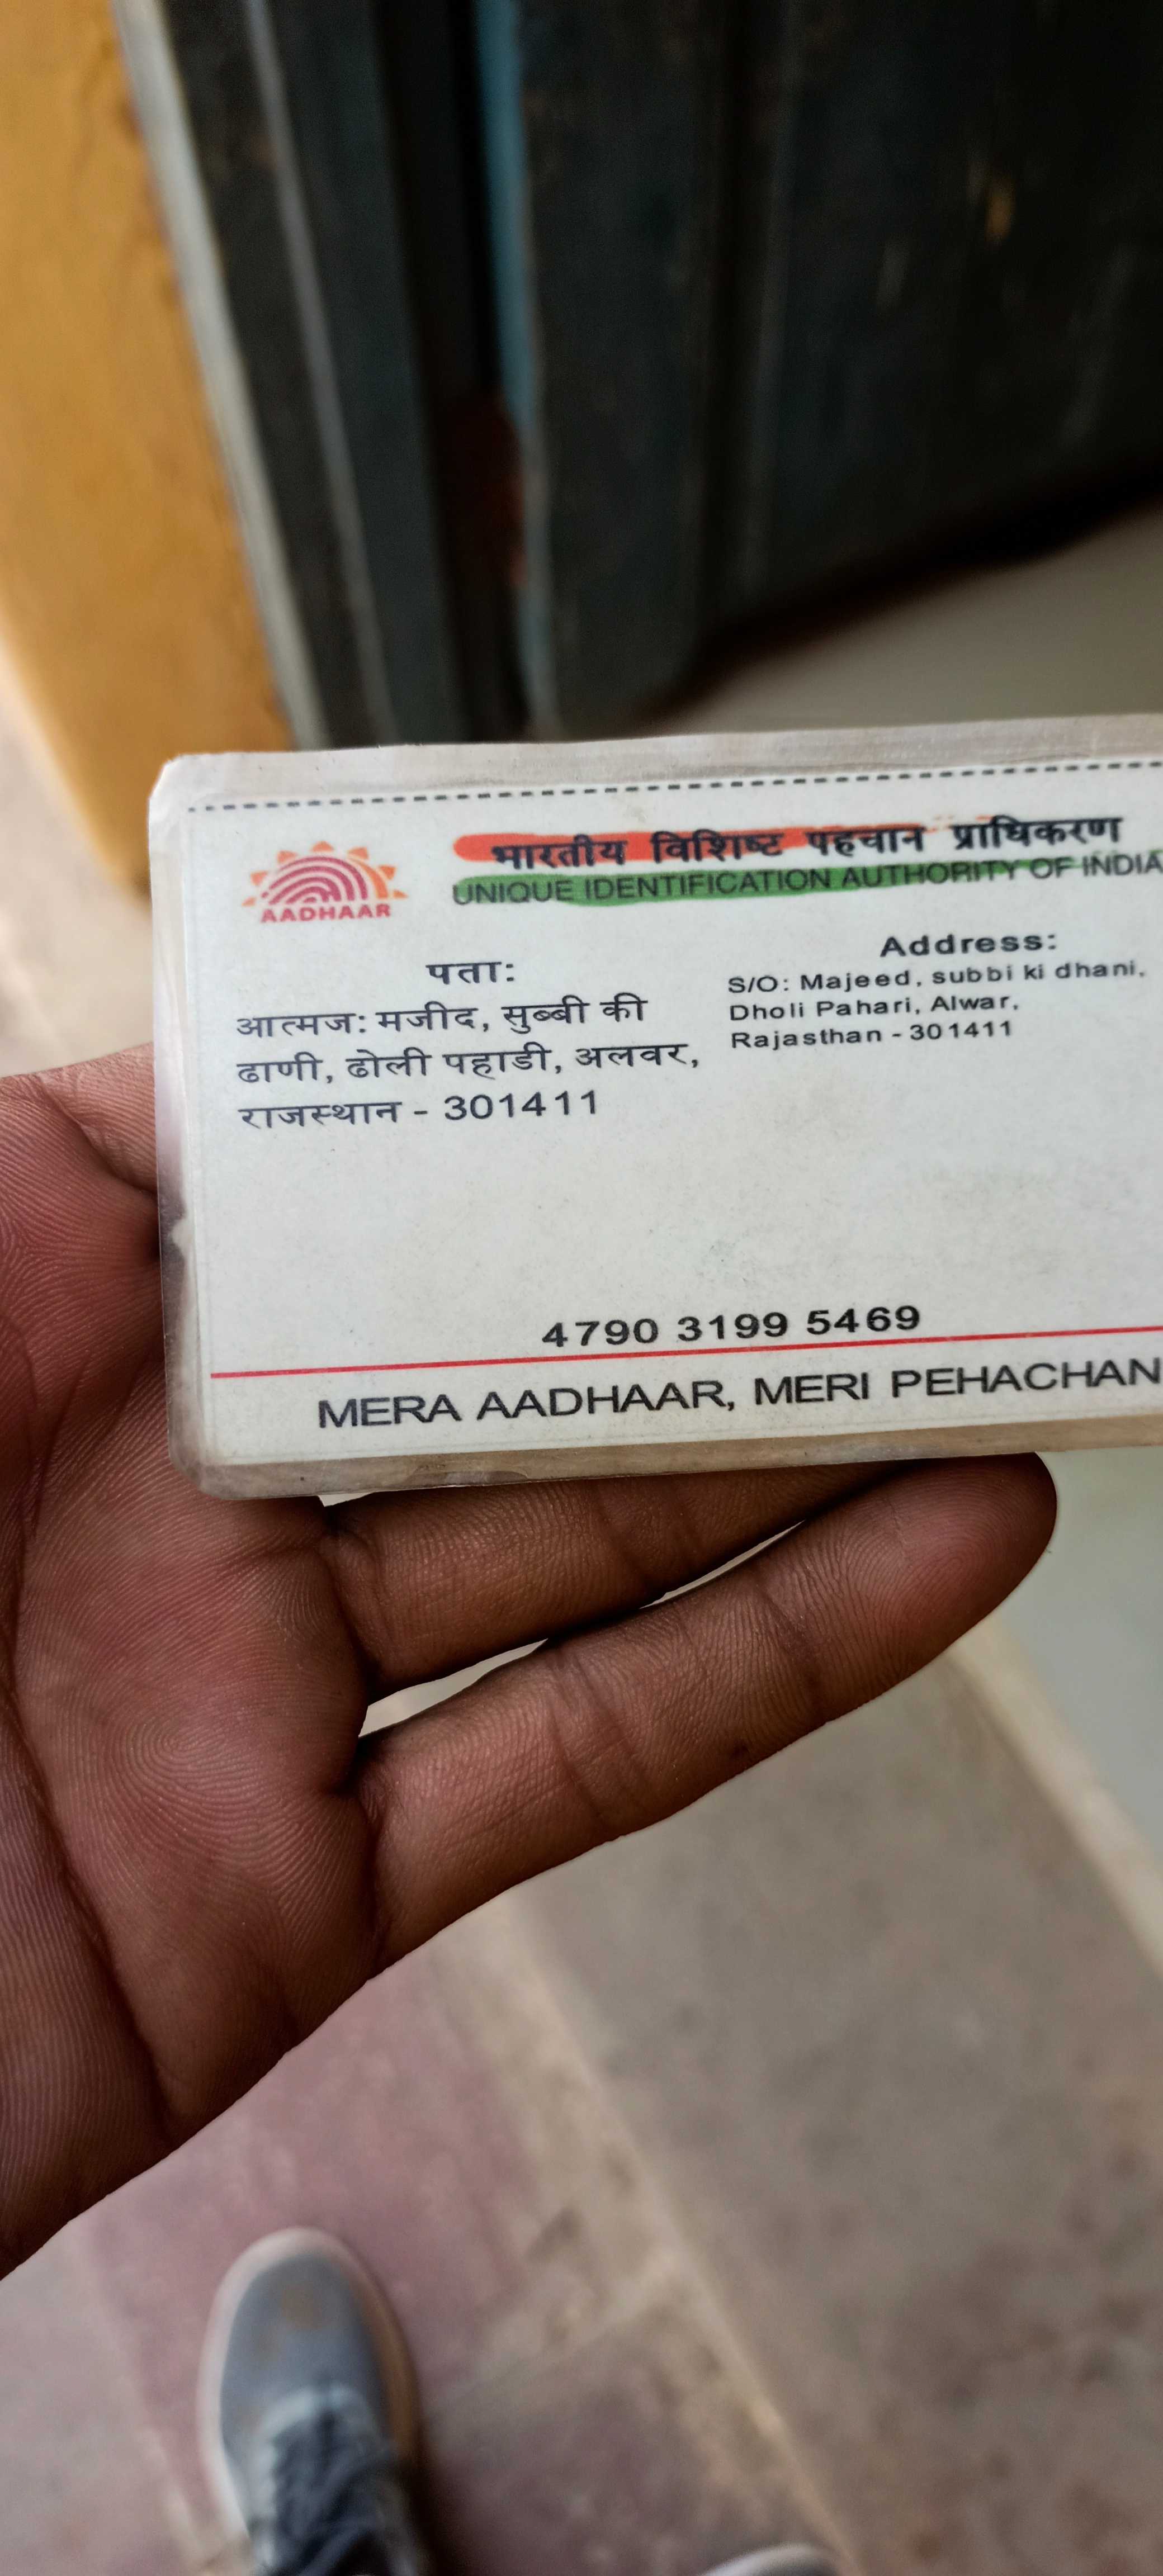 भारतीय विशिष्ट पहचान प्राधिकरण
UNIQUE IDENTIFICATION AUTHORITY OF INDIA
AADHAAR
पता:
आत्मज: मजीद, सुब्बी की
ढाणी, ढोली पहाडी, अलवर,
राजस्थान - 301411
Address:
S/O: Majeed, subbi ki dhani,
Dholi Pahari, Alwar,
Rajasthan - 301411
4790 3199 5469
MERA AADHAAR, MERI PEHACHAN